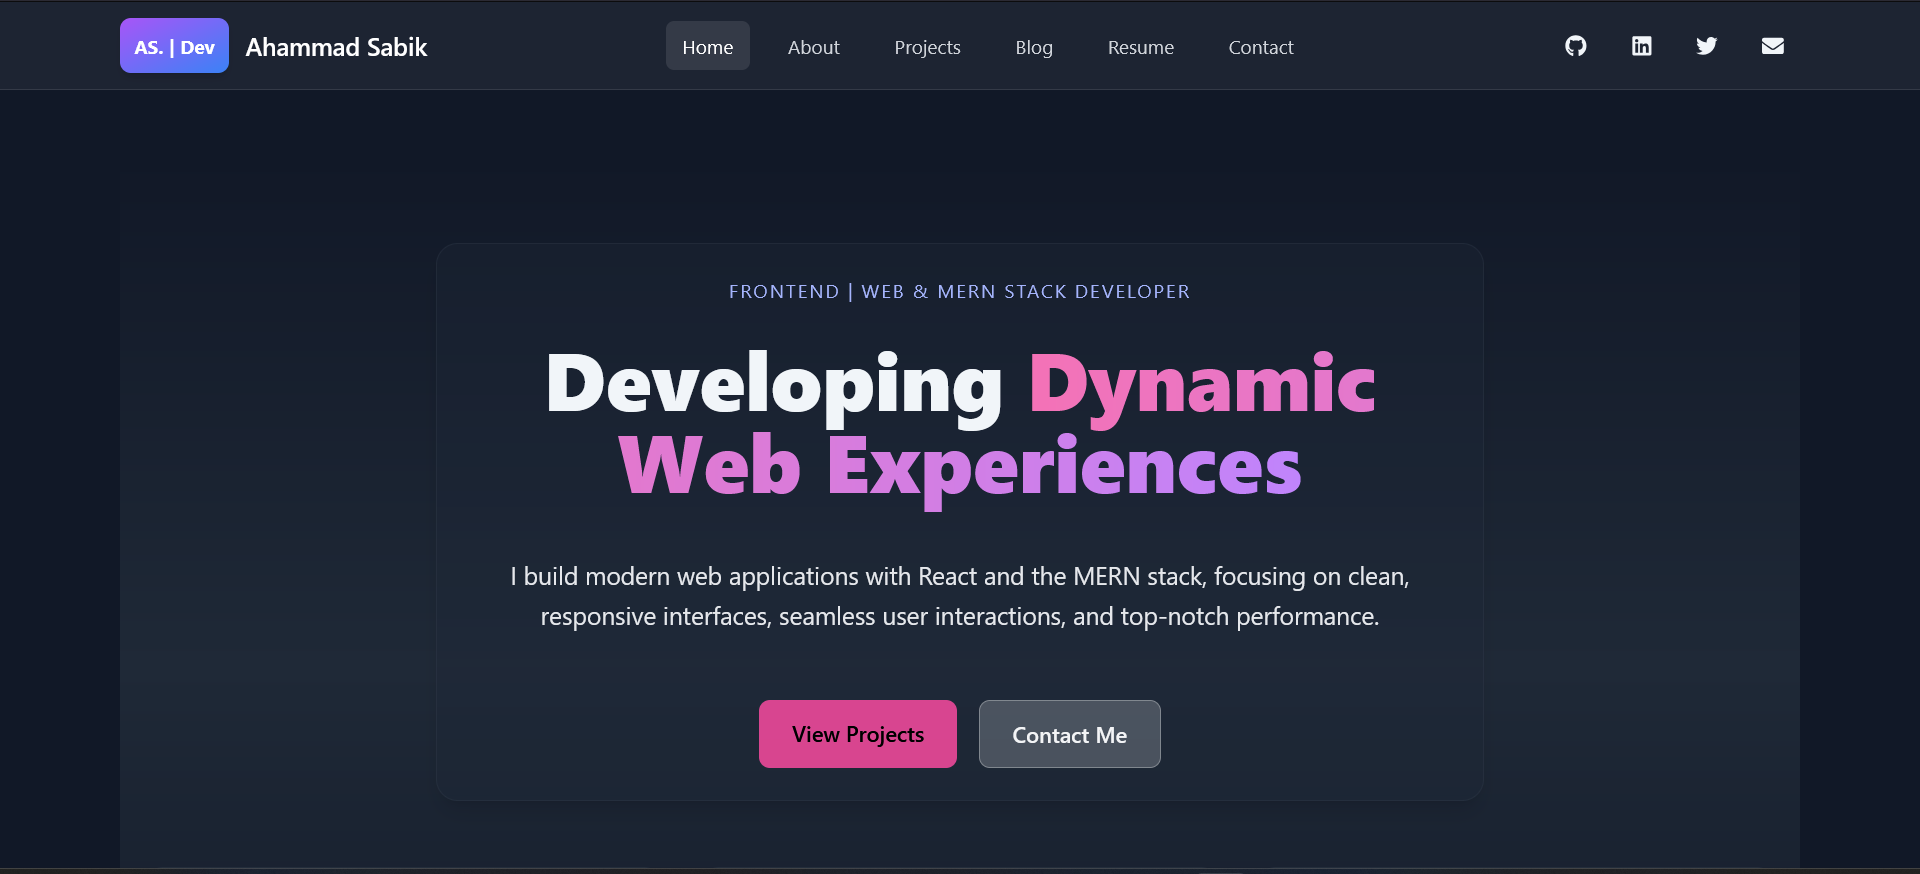 AS. | Dev
Ahammad Sabik
Home
About
Projects
Blog
Resume
Contact
FRONTEND | WEB & MERN STACK DEVELOPER
Developing Dynamic
Web Experiences
I build modern web applications with React and the MERN stack, focusing on clean,
responsive interfaces, seamless user interactions, and top-notch performance.
View Projects
Contact Me